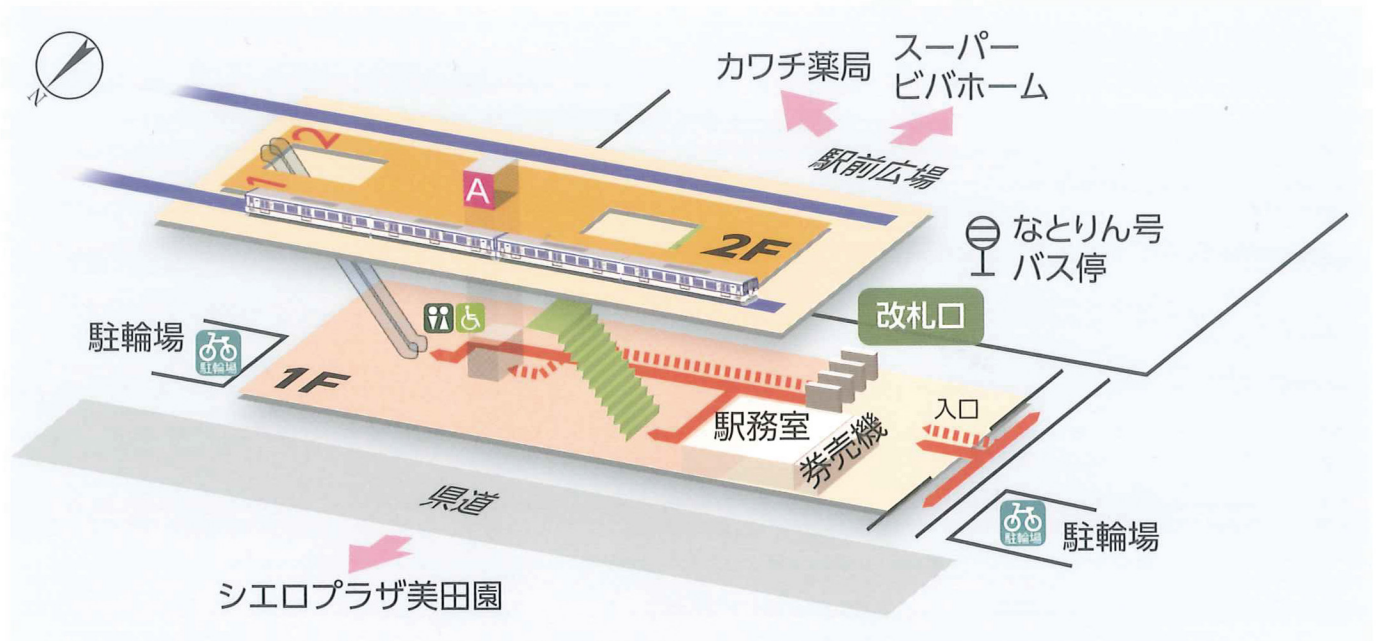 N
カワチ薬局
スーパー
ビバホーム
駅前広場
なとりん号
バス停
2
1
A
2F
改札口
駐輪場
駐輪場
1F
駅務室
券売機
入口
県道
駐輪場
駐輪場
シエロプラザ美田園